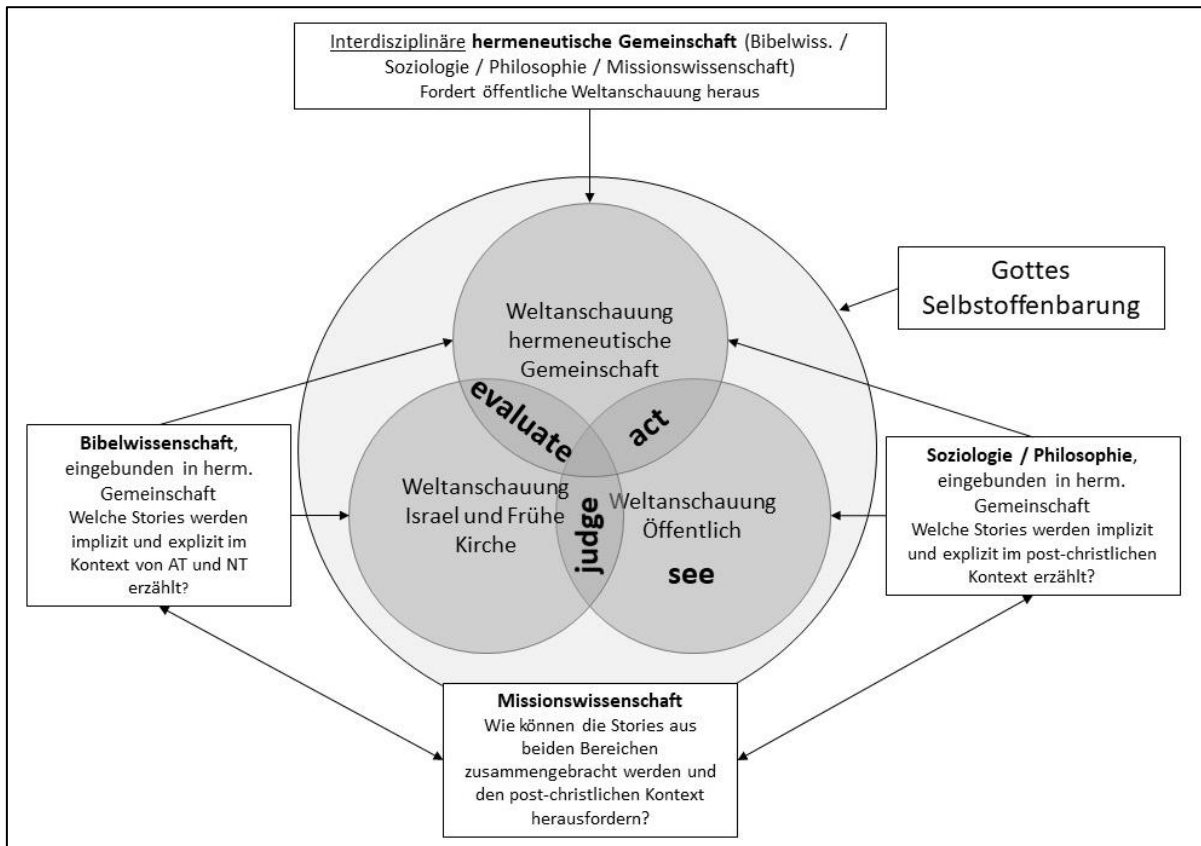 Interdisziplinäre hermeneutische Gemeinschaft (Bibelwiss. /
Soziologie / Philosophie / Missionswissenschaft)
Fordert öffentliche Weltanschauung heraus
Gottes
Selbstoffenbarung
Weltanschauung
hermeneutische
Gemeinschaft
evaluate
act
Bibelwissenschaft,
eingebunden in herm.
Gemeinschaft
Welche Stories werden
implizit und explizit im
Kontext von AT und NT
erzählt?
Weltanschauung
Israel und Frühe
Kirche
judge
Weltanschauung
Öffentlich
see
Soziologie / Philosophie,
eingebunden in herm.
Gemeinschaft
Welche Stories werden implizit
und explizit im post-christlichen
Kontext erzählt?
Missionswissenschaft
Wie können die Stories aus
beiden Bereichen
zusammengebracht werden und
den post-christlichen Kontext
herausfordern?